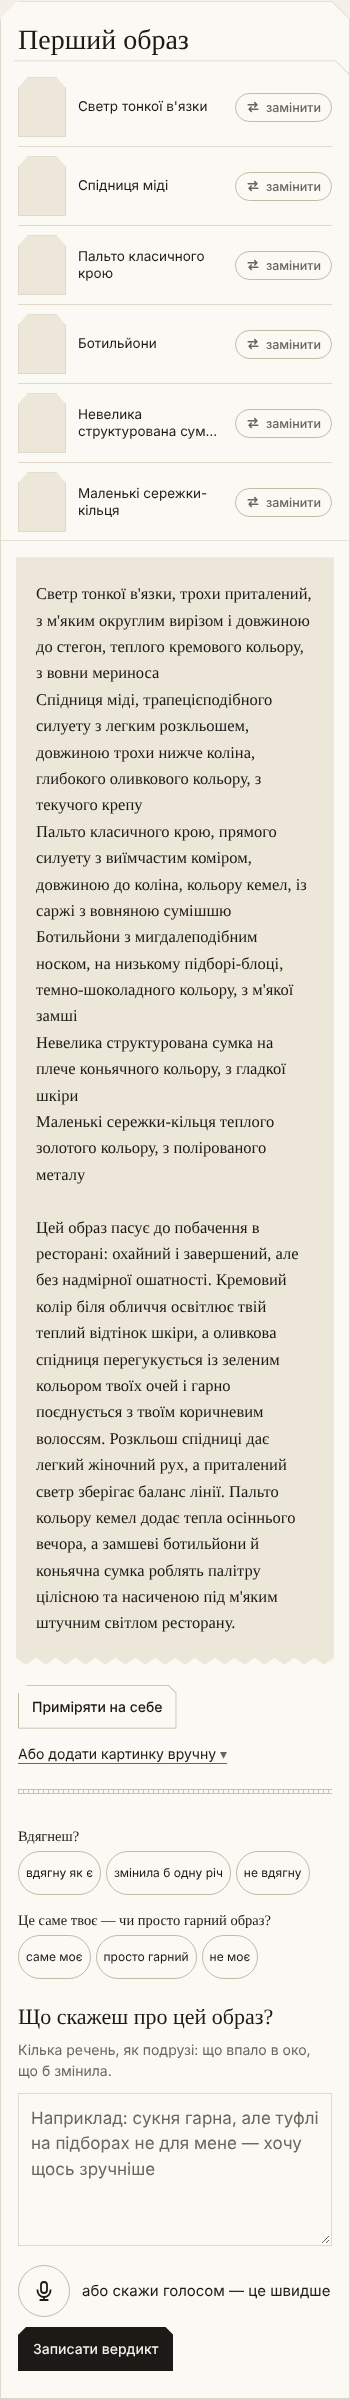 Перший образ
Светр тонкої в'язки
⇄ замінити
Спідниця міді
⇄ замінити
Пальто класичного
крою
⇄ замінити
Ботильйони
⇄ замінити
Невелика
структурована сум...
⇄ замінити
Маленькі сережки-
кільця
⇄ замінити
Светр тонкої в'язки, трохи приталений,
з м'яким округлим вирізом і довжиною
до стегон, теплого кремового кольору,
з вовни мериноса
Спідниця міді, трапецієподібного
силуету з легким розкльошем,
довжиною трохи нижче коліна,
глибокого оливкового кольору, з
текучого крепу
Пальто класичного крою, прямого
силуету з виїмчастим коміром,
довжиною до коліна, кольору кемел, із
саржі з вовняною сумішшю
Ботильйони з мигдалеподібним
носком, на низькому підборі-блоці,
темно-шоколадного кольору, з м'якої
замші
Невелика структурована сумка на
плече коньячного кольору, з гладкої
шкіри
Маленькі сережки-кільця теплого
золотого кольору, з полірованого
металу
Цей образ пасує до побачення в
ресторані: охайний і завершений, але
без надмірної ошатності. Кремовий
колір біля обличчя освітлює твій
теплий відтінок шкіри, а оливкова
спідниця перегукується із зеленим
кольором твоїх очей і гарно
поєднується з твоїм коричневим
волоссям. Розкльош спідниці дає
легкий жіночний рух, а приталений
светр зберігає баланс лінії. Пальто
кольору кемел додає тепла осіннього
вечора, а замшеві ботильйони й
коньячна сумка роблять палітру
цілісною та насиченою під м'яким
штучним світлом ресторану.
Приміряти на себе
Або додати картинку вручну ▾
Вдягнеш?
вдягну як є
змінила б одну річ
не вдягну
Це саме твоє — чи просто гарний образ?
саме моє
просто гарний
не моє
Що скажеш про цей образ?
Кілька речень, як подрузі: що впало в око,
що б змінила.
Наприклад: сукня гарна, але туфлі
на підборах не для мене — хочу
щось зручніше
або скажи голосом — це швидше
Записати вердикт